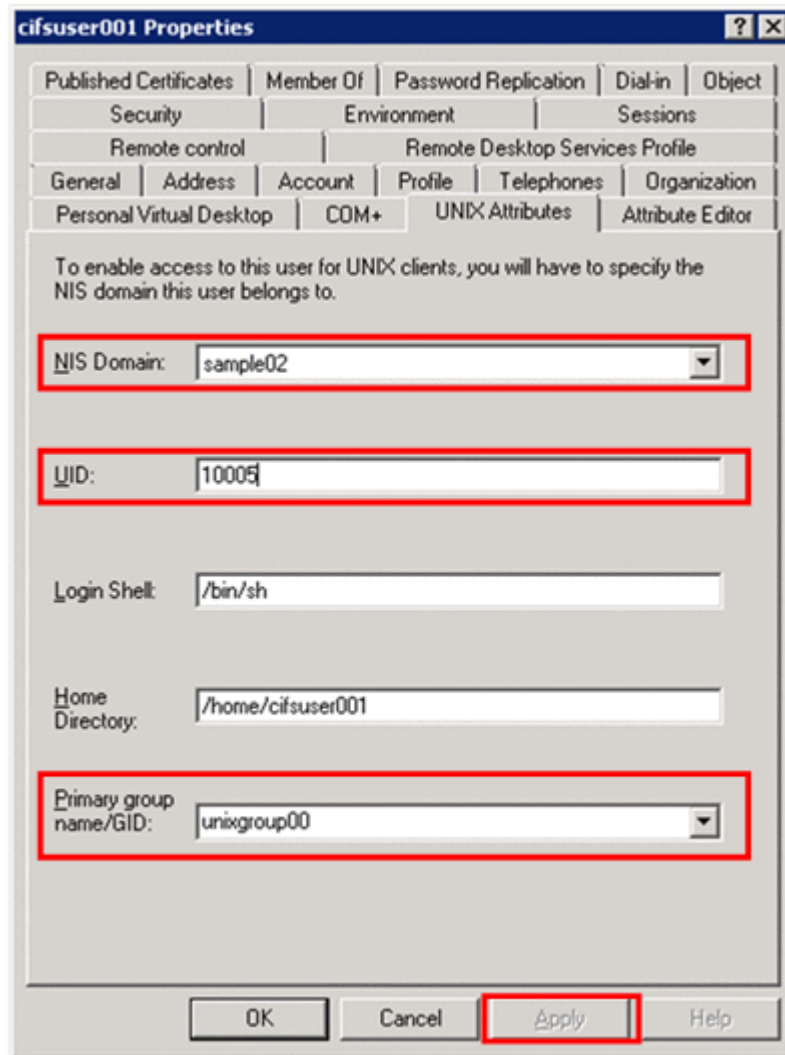 cifsuser001 Properties
Published Certificates Member Of Password Replication Dial-in Object
Security Environment Sessions
Remote control Remote Desktop Services Profile
General Address Account Profile Telephones Organization
Personal Virtual Desktop COM+ UNIX Attributes Attribute Editor
To enable access to this user for UNIX clients, you will have to specify the
NIS domain this user belongs to.
NIS Domain: sample02
UID: 10005
Login Shell: /bin/sh
Home
Directory: /home/cifsuser001
Primary group
name/GID: unixgroup00
OK Cancel Apply Help